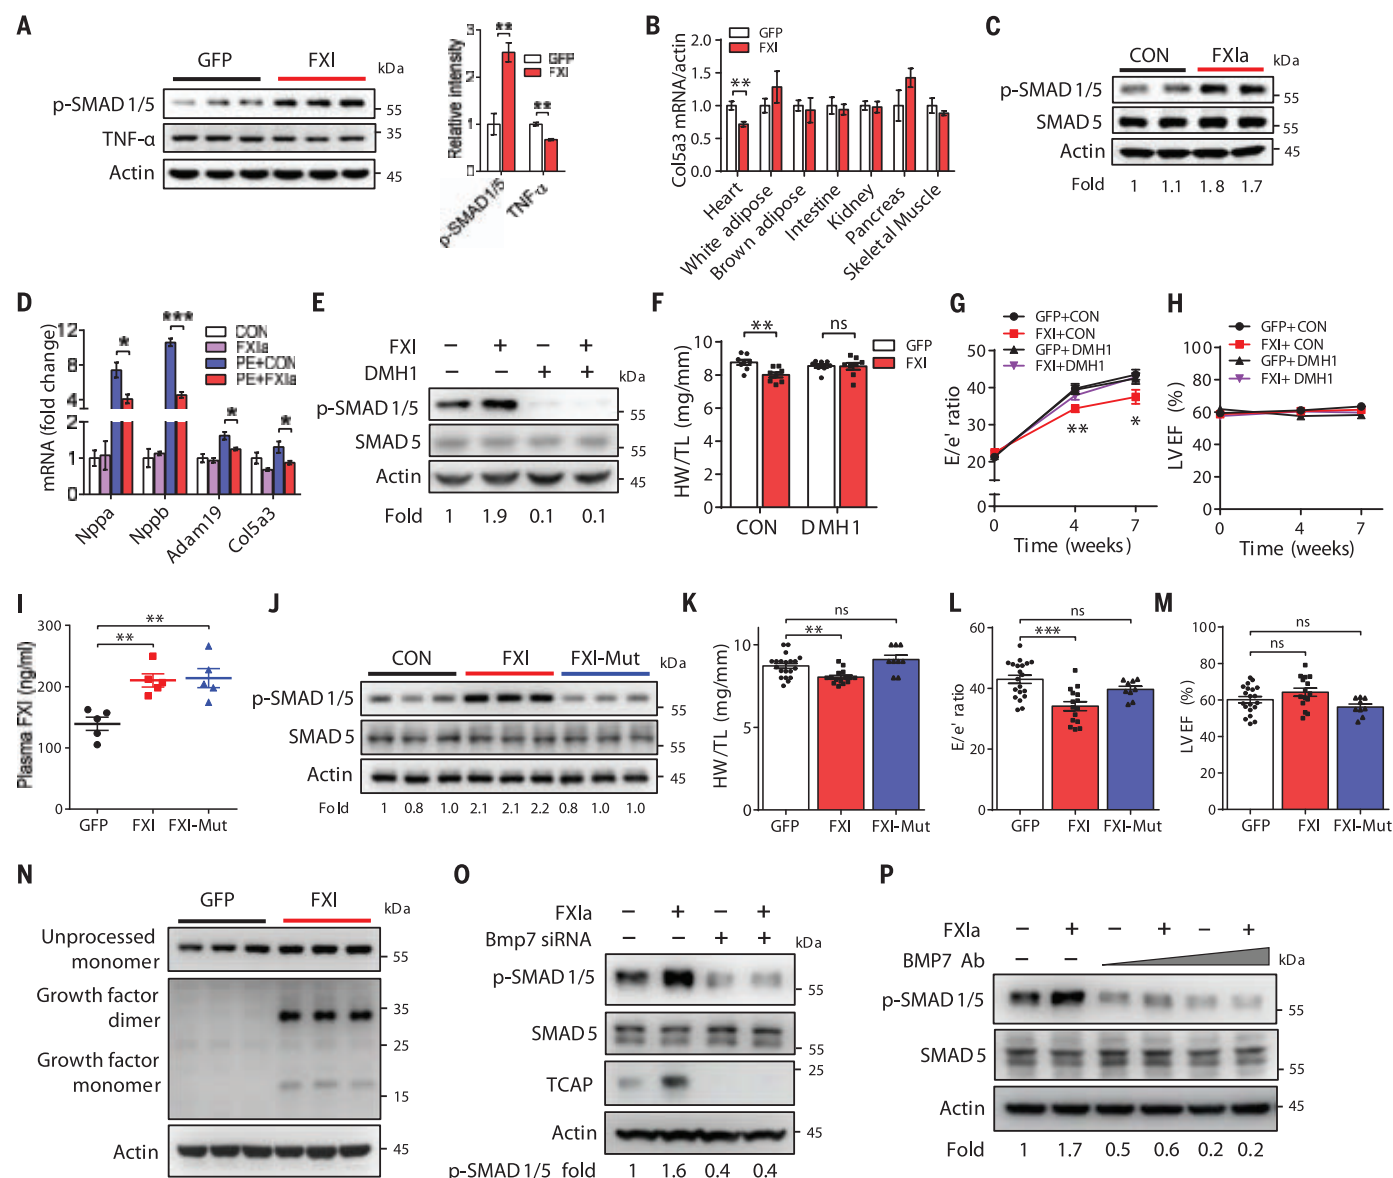 A
GFP
FXI
kDa
p-SMAD 1/5
55
TNF-α
35
Actin
45
Relative intensity
3
2
1
0
**
**
GFP
FXI
p-SMAD1/5
TNFα
B
Col5a3 mRNA/actin
2.0
1.5
1.0
0.5
0.0
GFP
FXI
**
Heart
White adipose
Brown adipose
Intestine
Kidney
Pancreas
Skeletal Muscle
C
CON
FXIa
kDa
p-SMAD 1/5
55
SMAD 5
55
Actin
45
Fold 1 1.1 1.8 1.7
D
mRNA (fold change)
12
8
4
1
0
*
***
*
*
CON
FXIa
PE+CON
PE+FXIa
Nppa
Nppb
Adam19
Col5a3
E
FXI − + − +
DMH1 − − + +
kDa
p-SMAD 1/5
55
SMAD 5
55
Actin
45
Fold 1 1.9 0.1 0.1
F
HW/TL (mg/mm)
10
8
6
4
2
0
**
ns
GFP
FXI
CON DMH1
G
GFP+CON
FXI+CON
GFP+DMH1
FXI+DMH1
E/e' ratio
50
40
30
20
0
**
*
0 4 7
Time (weeks)
H
GFP+CON
FXI+CON
GFP+DMH1
FXI+DMH1
LV EF (%)
100
80
60
40
20
0
0 4 7
Time (weeks)
I
Plasma FXI (ng/ml)
300
200
100
0
**
**
GFP FXI FXI-Mut
J
CON
FXI
FXI-Mut
kDa
p-SMAD 1/5
55
SMAD 5
55
Actin
45
Fold 1 0.8 1.0 2.1 2.1 2.2 0.8 1.0 1.0
K
HW/TL (mg/mm)
10
5
0
ns
**
GFP FXI FXI-Mut
L
E/e' ratio
60
40
20
0
ns
***
GFP FXI FXI-Mut
M
LV EF (%)
100
80
60
40
20
0
ns
ns
GFP FXI FXI-Mut
N
GFP
FXI
kDa
Unprocessed
monomer
55
Growth factor
dimer
35
25
Growth factor
monomer
15
Actin
45
O
FXIa − + − +
Bmp7 siRNA − − + +
kDa
p-SMAD 1/5
55
SMAD 5
55
TCAP
25
Actin
45
p-SMAD 1/5 fold 1 1.6 0.4 0.4
P
FXIa − + − + − +
BMP7 Ab − −
kDa
p-SMAD 1/5
55
SMAD 5
55
Actin
45
Fold 1 1.7 0.5 0.6 0.2 0.2